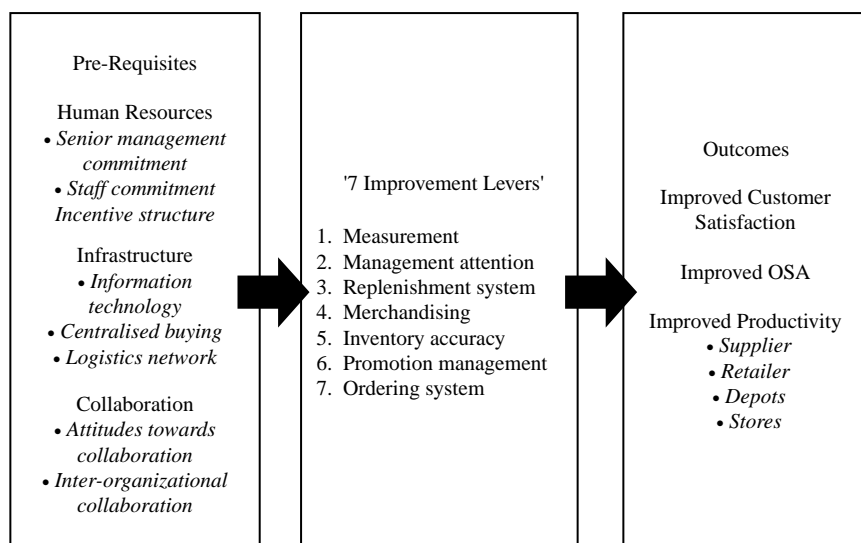 Pre-Requisites
Human Resources
• Senior management
commitment
• Staff commitment
Incentive structure
Infrastructure
• Information
technology
• Centralised buying
• Logistics network
Collaboration
• Attitudes towards
collaboration
• Inter-organizational
collaboration
'7 Improvement Levers'
1. Measurement
2. Management attention
3. Replenishment system
4. Merchandising
5. Inventory accuracy
6. Promotion management
7. Ordering system
Outcomes
Improved Customer
Satisfaction
Improved OSA
Improved Productivity
• Supplier
• Retailer
• Depots
• Stores